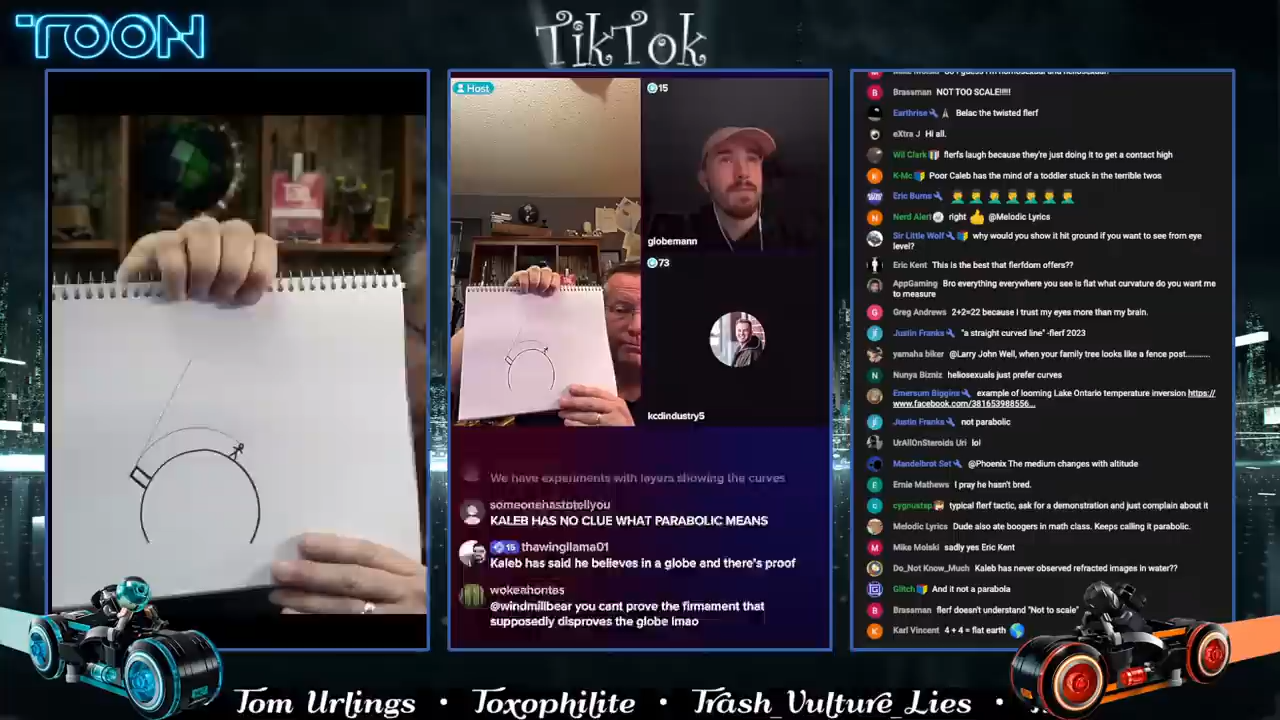 TOON
TikTok
Host
15
globemann
73
kcdindustry5
We have experiments with layers showing the curves
someonehastotellyou
KALEB HAS NO CLUE WHAT PARABOLIC MEANS
15 thawingllama01
Kaleb has said he believes in a globe and there's proof
wokeahontas
@windmillbear you cant prove the firmament that
supposedly disproves the globe lmao
Brassman NOT TOO SCALE!!!!!
Earthrise Belac the twisted flerf
eXtra J Hi all.
Wil Clark flerfs laugh because they're just doing it to get a contact high
K-Mc Poor Caleb has the mind of a toddler stuck in the terrible twos
Eric Burns
Nerd Alert right @Melodic Lyrics
Sir Little Wolf why would you show it hit ground if you want to see from eye
level?
Eric Kent This is the best that flerfdom offers??
AppGaming Bro everything everywhere you see is flat what curvature do you want me
to measure
Greg Andrews 2+2=22 because I trust my eyes more than my brain.
Justin Franks "a straight curved line" -flerf 2023
yamaha biker @Larry John Well, when your family tree looks like a fence post............
Nunya Bizniz heliosexuals just prefer curves
Emersum Biggins example of looming Lake Ontario temperature inversion https://
www.facebook.com/381653988556...
Justin Franks not parabolic
UrAllOnSteroids Uri lol
Mandelbrot Set @Phoenix The medium changes with altitude
Ernie Mathews I pray he hasn't bred.
cygnustsp typical flerf tactic, ask for a demonstration and just complain about it
Melodic Lyrics Dude also ate boogers in math class. Keeps calling it parabolic.
Mike Molski sadly yes Eric Kent
Do_Not_Know_Much Kaleb has never observed refracted images in water??
Glitch And it not a parabola
Brassman flerf doesn't understand "Not to scale"
Karl Vincent 4 + 4 = flat earth
Tom Urlings • Toxophilite • Trash_Vulture_Lies •